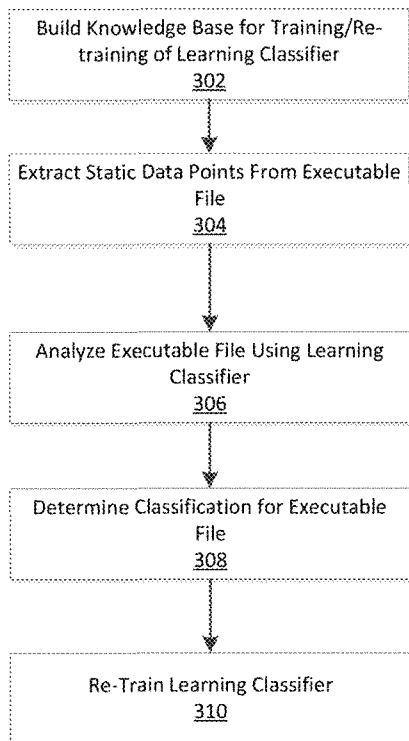 Build Knowledge Base for Training/Re-
training of Learning Classifier
302
Extract Static Data Points From Executable
File
304
Analyze Executable File Using Learning
Classifier
306
Determine Classification for Executable
File
308
Re-Train Learning Classifier
310